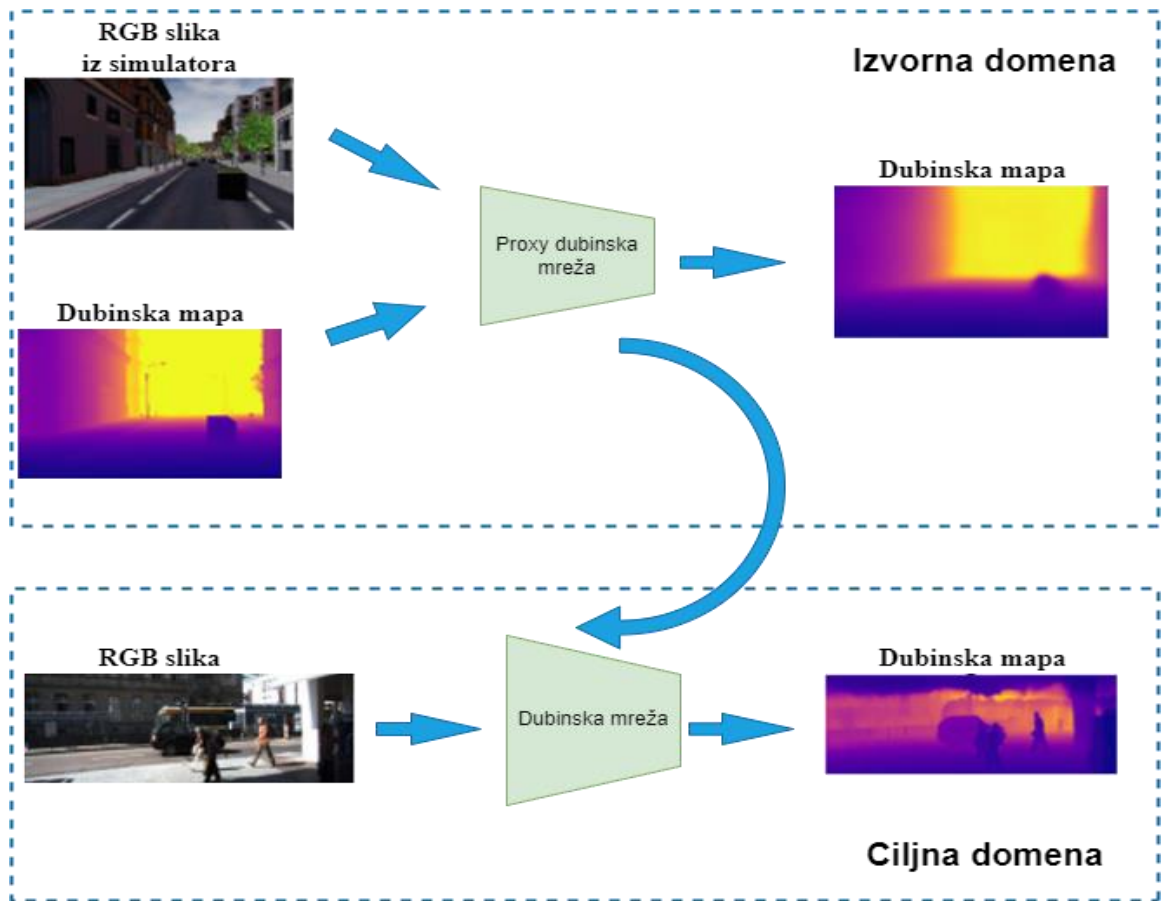 RGB slika
iz simulatora
Izvorna domena
Dubinska mapa
Proxy dubinska
mreža
Dubinska mapa
RGB slika
Dubinska mapa
Dubinska mreža
Ciljna domena